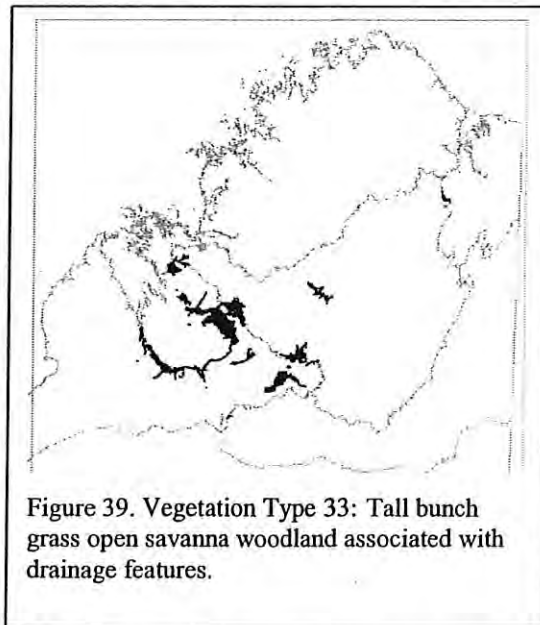 Figure 39. Vegetation Type 33: Tall bunch
grass open savanna woodland associated with
drainage features.